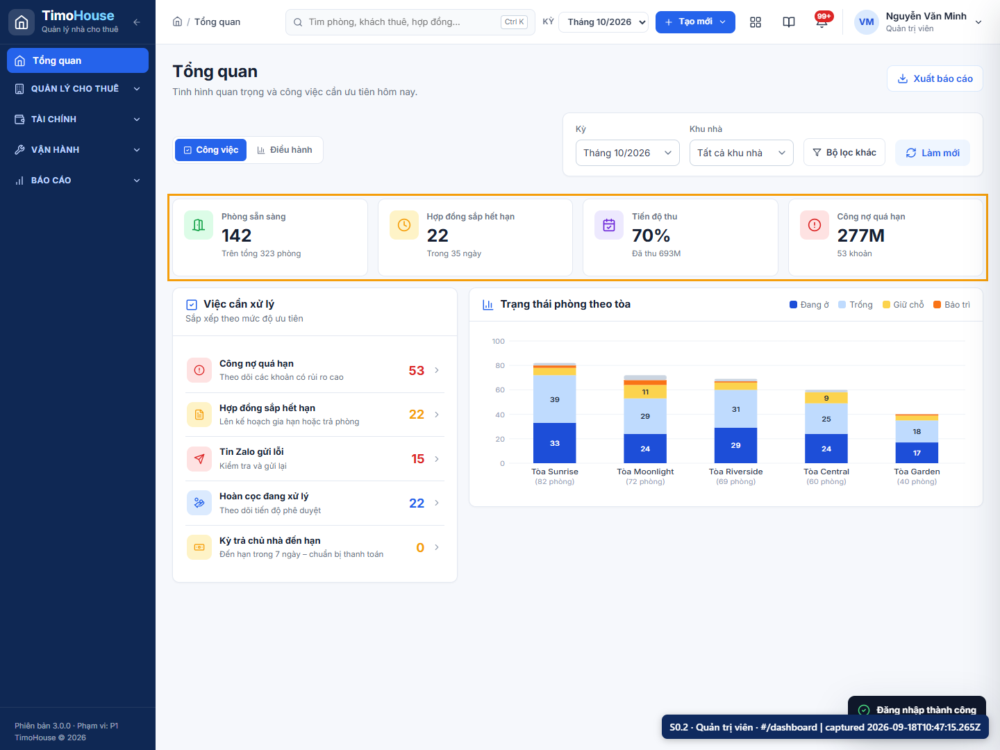 TimoHouse
Quản lý nhà cho thuê
Tổng quan
QUẢN LÝ CHO THUÊ
TÀI CHÍNH
VẬN HÀNH
BÁO CÁO
Phiên bản 3.0.0 · Phạm vi: P1
TimoHouse © 2026
/ Tổng quan
Tìm phòng, khách thuê, hợp đồng...
Ctrl K
KỲ
Tháng 10/2026
Tạo mới
99+
VM
Nguyễn Văn Minh
Quản trị viên
Tổng quan
Tình hình quan trọng và công việc cần ưu tiên hôm nay.
Xuất báo cáo
Công việc
Điều hành
Kỳ
Tháng 10/2026
Khu nhà
Tất cả khu nhà
Bộ lọc khác
Làm mới
Phòng sẵn sàng
142
Trên tổng 323 phòng
Hợp đồng sắp hết hạn
22
Trong 35 ngày
Tiến độ thu
70%
Đã thu 693M
Công nợ quá hạn
277M
53 khoản
Việc cần xử lý
Sắp xếp theo mức độ ưu tiên
Công nợ quá hạn
Theo dõi các khoản có rủi ro cao
53
Hợp đồng sắp hết hạn
Lên kế hoạch gia hạn hoặc trả phòng
22
Tin Zalo gửi lỗi
Kiểm tra và gửi lại
15
Hoàn cọc đang xử lý
Theo dõi tiến độ phê duyệt
22
Kỳ trả chủ nhà đến hạn
Đến hạn trong 7 ngày – chuẩn bị thanh toán
0
Trạng thái phòng theo tòa
Đang ở
Trống
Giữ chỗ
Bảo trì
100
80
60
40
20
0
39
33
11
29
24
31
29
9
25
24
18
17
Tòa Sunrise
(82 phòng)
Tòa Moonlight
(72 phòng)
Tòa Riverside
(69 phòng)
Tòa Central
(60 phòng)
Tòa Garden
(40 phòng)
Đăng nhập thành công
S0.2 · Quản trị viên · #/dashboard | captured 2026-09-18T10:47:15.265Z